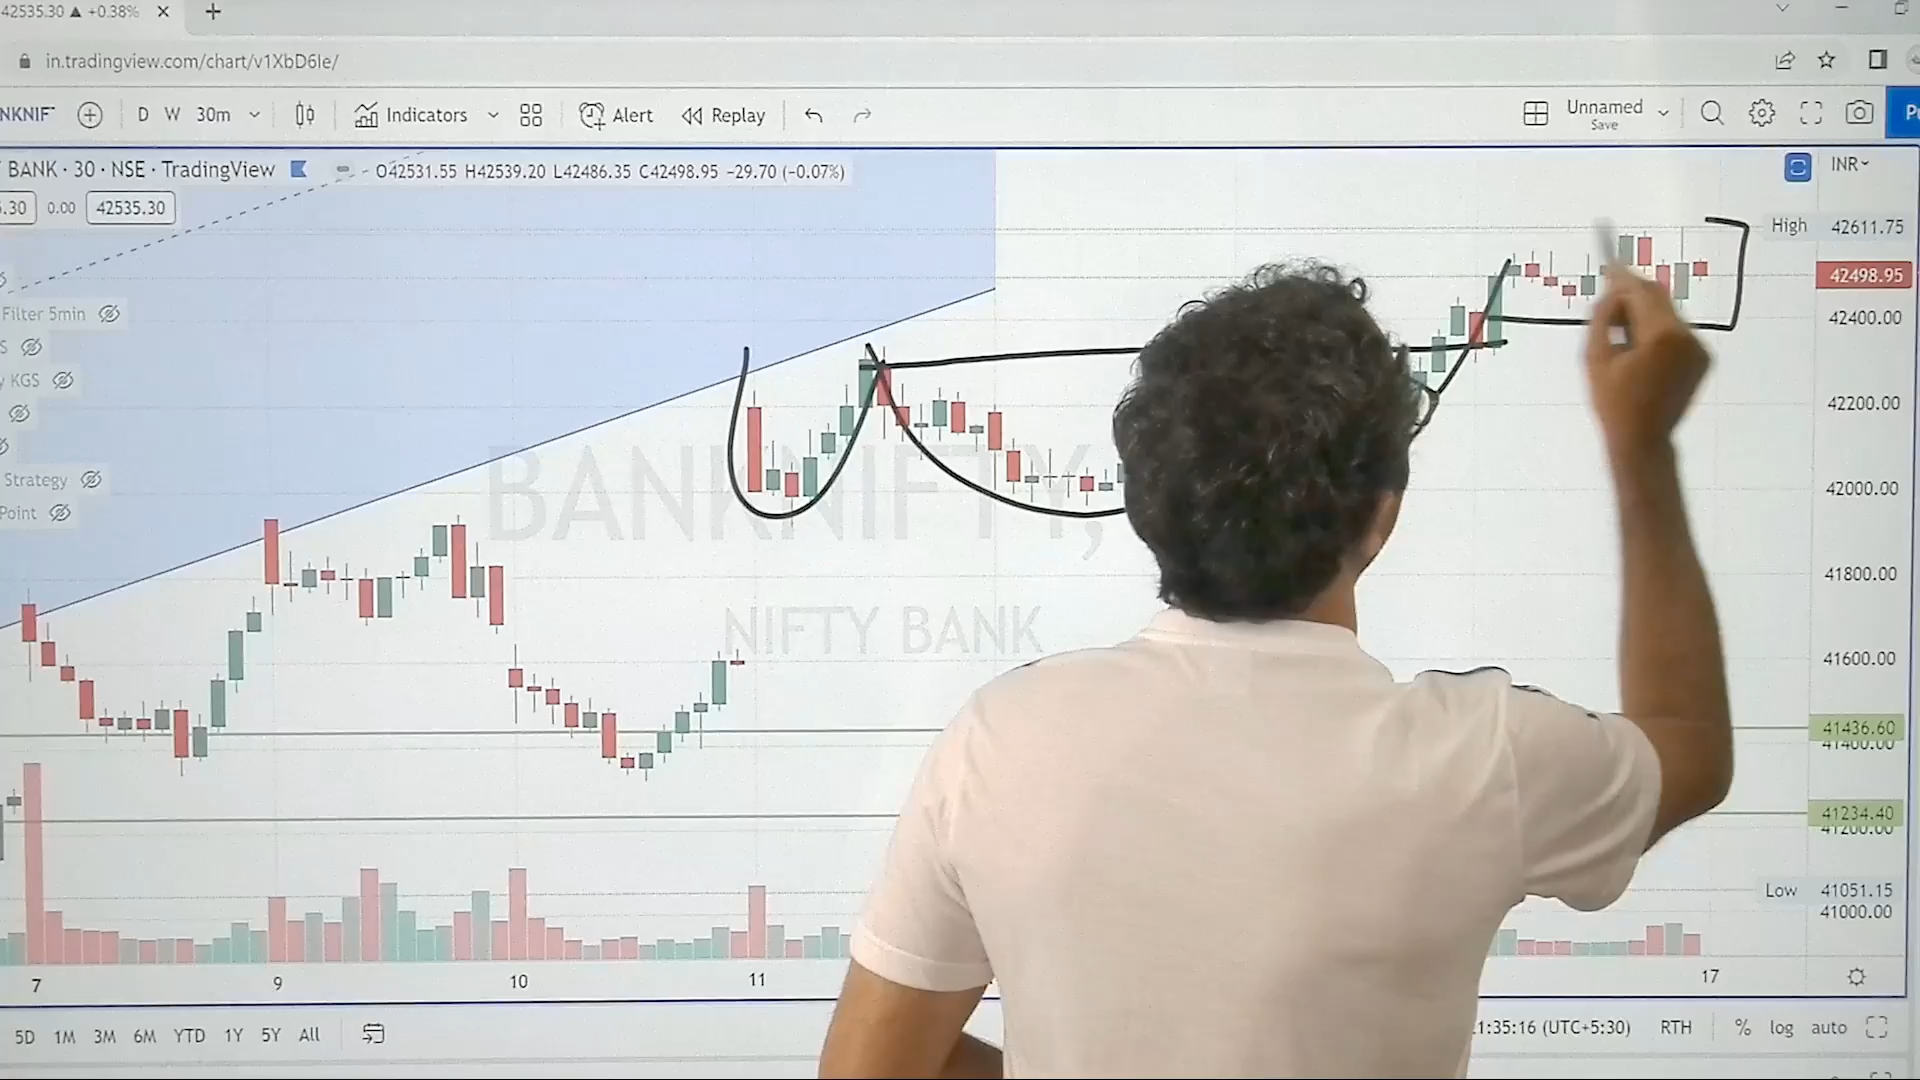 42535.30 ▲ +0.38%
in.tradingview.com/chart/v1XbD6Ie/
NKNIF D W 30m Indicators Alert Replay Unnamed
Save
BANK · 30 · NSE · TradingView O42531.55 H42539.20 L42486.35 C42498.95 −29.70 (−0.07%) INR
.30 0.00 42535.30
High 42611.75
42498.95
Filter 5min 42400.00
S
KGS
42200.00
Strategy 42000.00
BANKNIFTY,
Point
41800.00
NIFTY BANK
41600.00
41436.60
41400.00
41234.40
41200.00
Low 41051.15
41000.00
7 9 10 11 17
5D 1M 3M 6M YTD 1Y 5Y All 1:35:16 (UTC+5:30) RTH % log auto